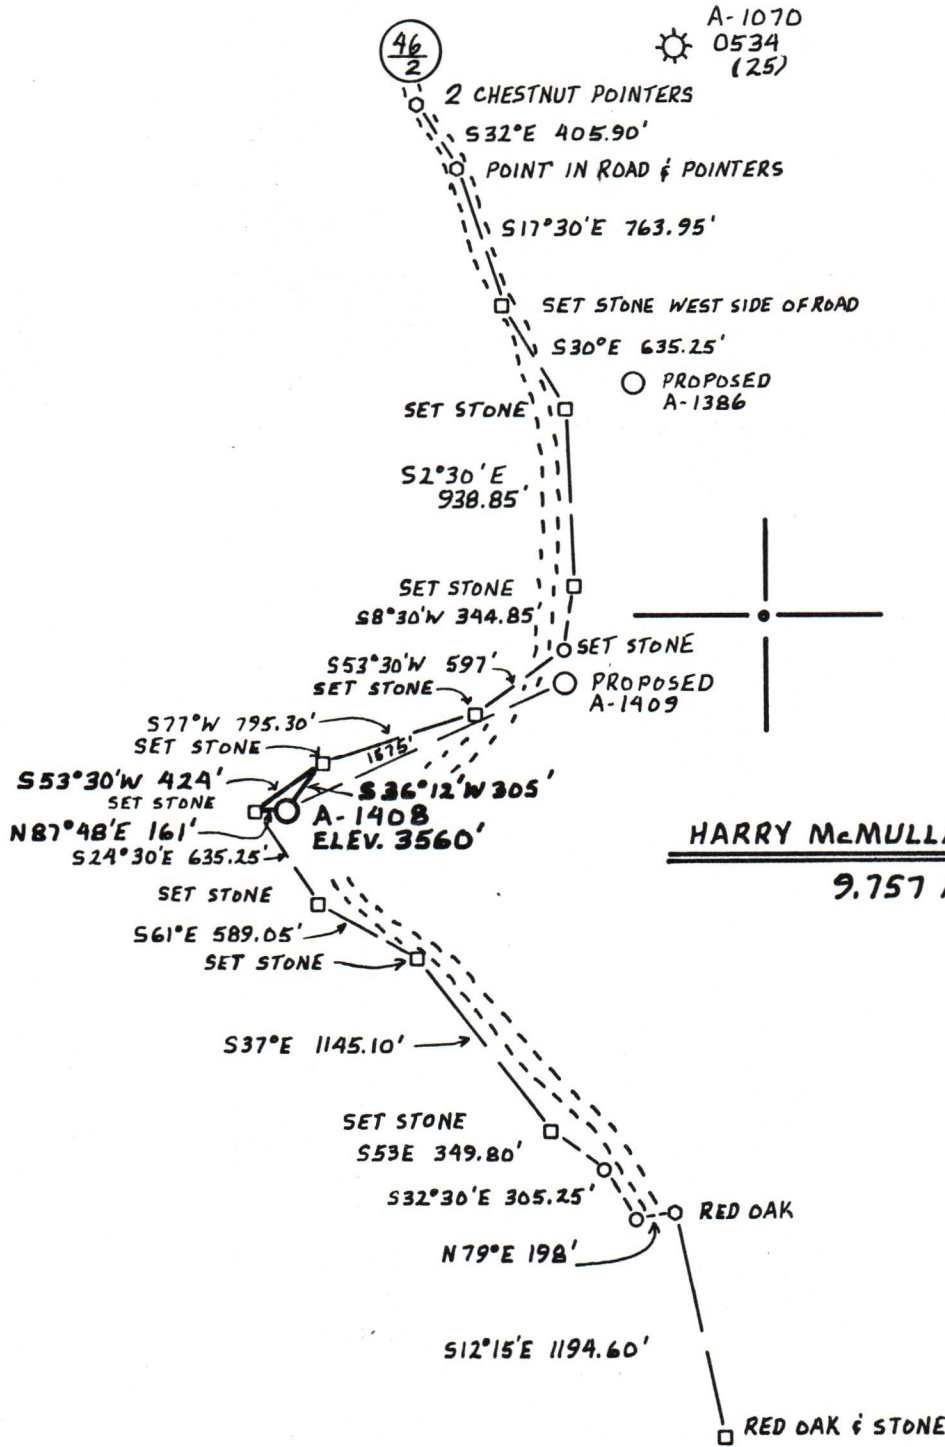 A-1070
0534
(25)
46
2
2 CHESTNUT POINTERS
S32°E 405.90'
POINT IN ROAD & POINTERS
S17°30'E 763.95'
SET STONE WEST SIDE OF ROAD
S30°E 635.25'
PROPOSED
A-1386
SET STONE
S2°30'E
938.85'
SET STONE
S8°30'W 344.85'
SET STONE
S53°30'W 597'
SET STONE
PROPOSED
A-1409
S77°W 795.30'
SET STONE
1575'
S53°30'W 424'
S36°12'W 305'
SET STONE
A-1408
ELEV. 3560'
N87°48'E 161'
S24°30'E 635.25'
HARRY McMULLA
9.757 A
SET STONE
S61°E 589.05'
SET STONE
S37°E 1145.10'
SET STONE
S53E 349.80'
S32°30'E 305.25'
RED OAK
N79°E 198'
S12°15'E 1194.60'
RED OAK & STONE